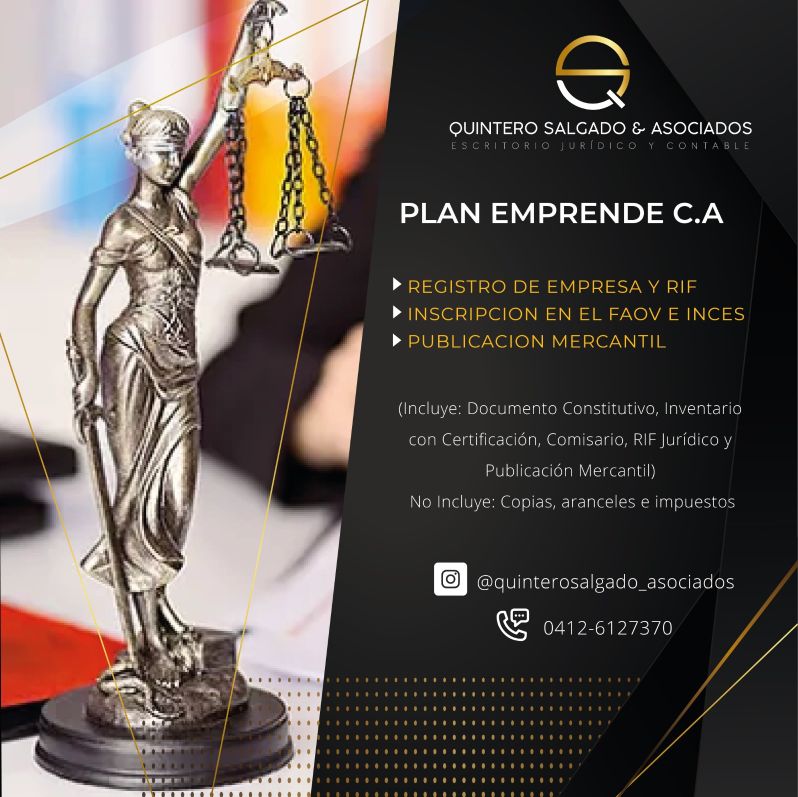 QUINTERO SALGADO & ASOCIADOS
ESCRITORIO JURÍDICO Y CONTABLE
PLAN EMPRENDE C.A
REGISTRO DE EMPRESA Y RIF
INSCRIPCION EN EL FAOV E INCES
PUBLICACION MERCANTIL
(Incluye: Documento Constitutivo, Inventario
con Certificación, Comisario, RIF Jurídico y
Publicación Mercantil)
No Incluye: Copias, aranceles e impuestos
@quinterosalgado_asociados
0412-6127370